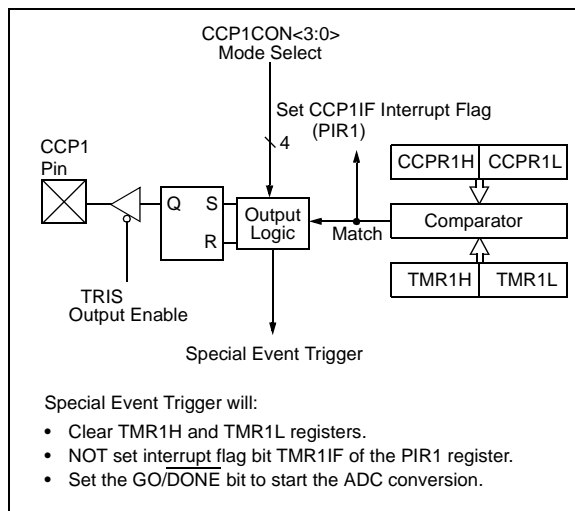 CCP1CON<3:0>
Mode Select
Set CCP1IF Interrupt Flag
(PIR1)
4
CCP1
Pin
CCPR1H CCPR1L
Q S
R
Output
Logic
Match
Comparator
TMR1H TMR1L
TRIS
Output Enable
Special Event Trigger
Special Event Trigger will:
• Clear TMR1H and TMR1L registers.
• NOT set interrupt flag bit TMR1IF of the PIR1 register.
• Set the GO/DONE bit to start the ADC conversion.